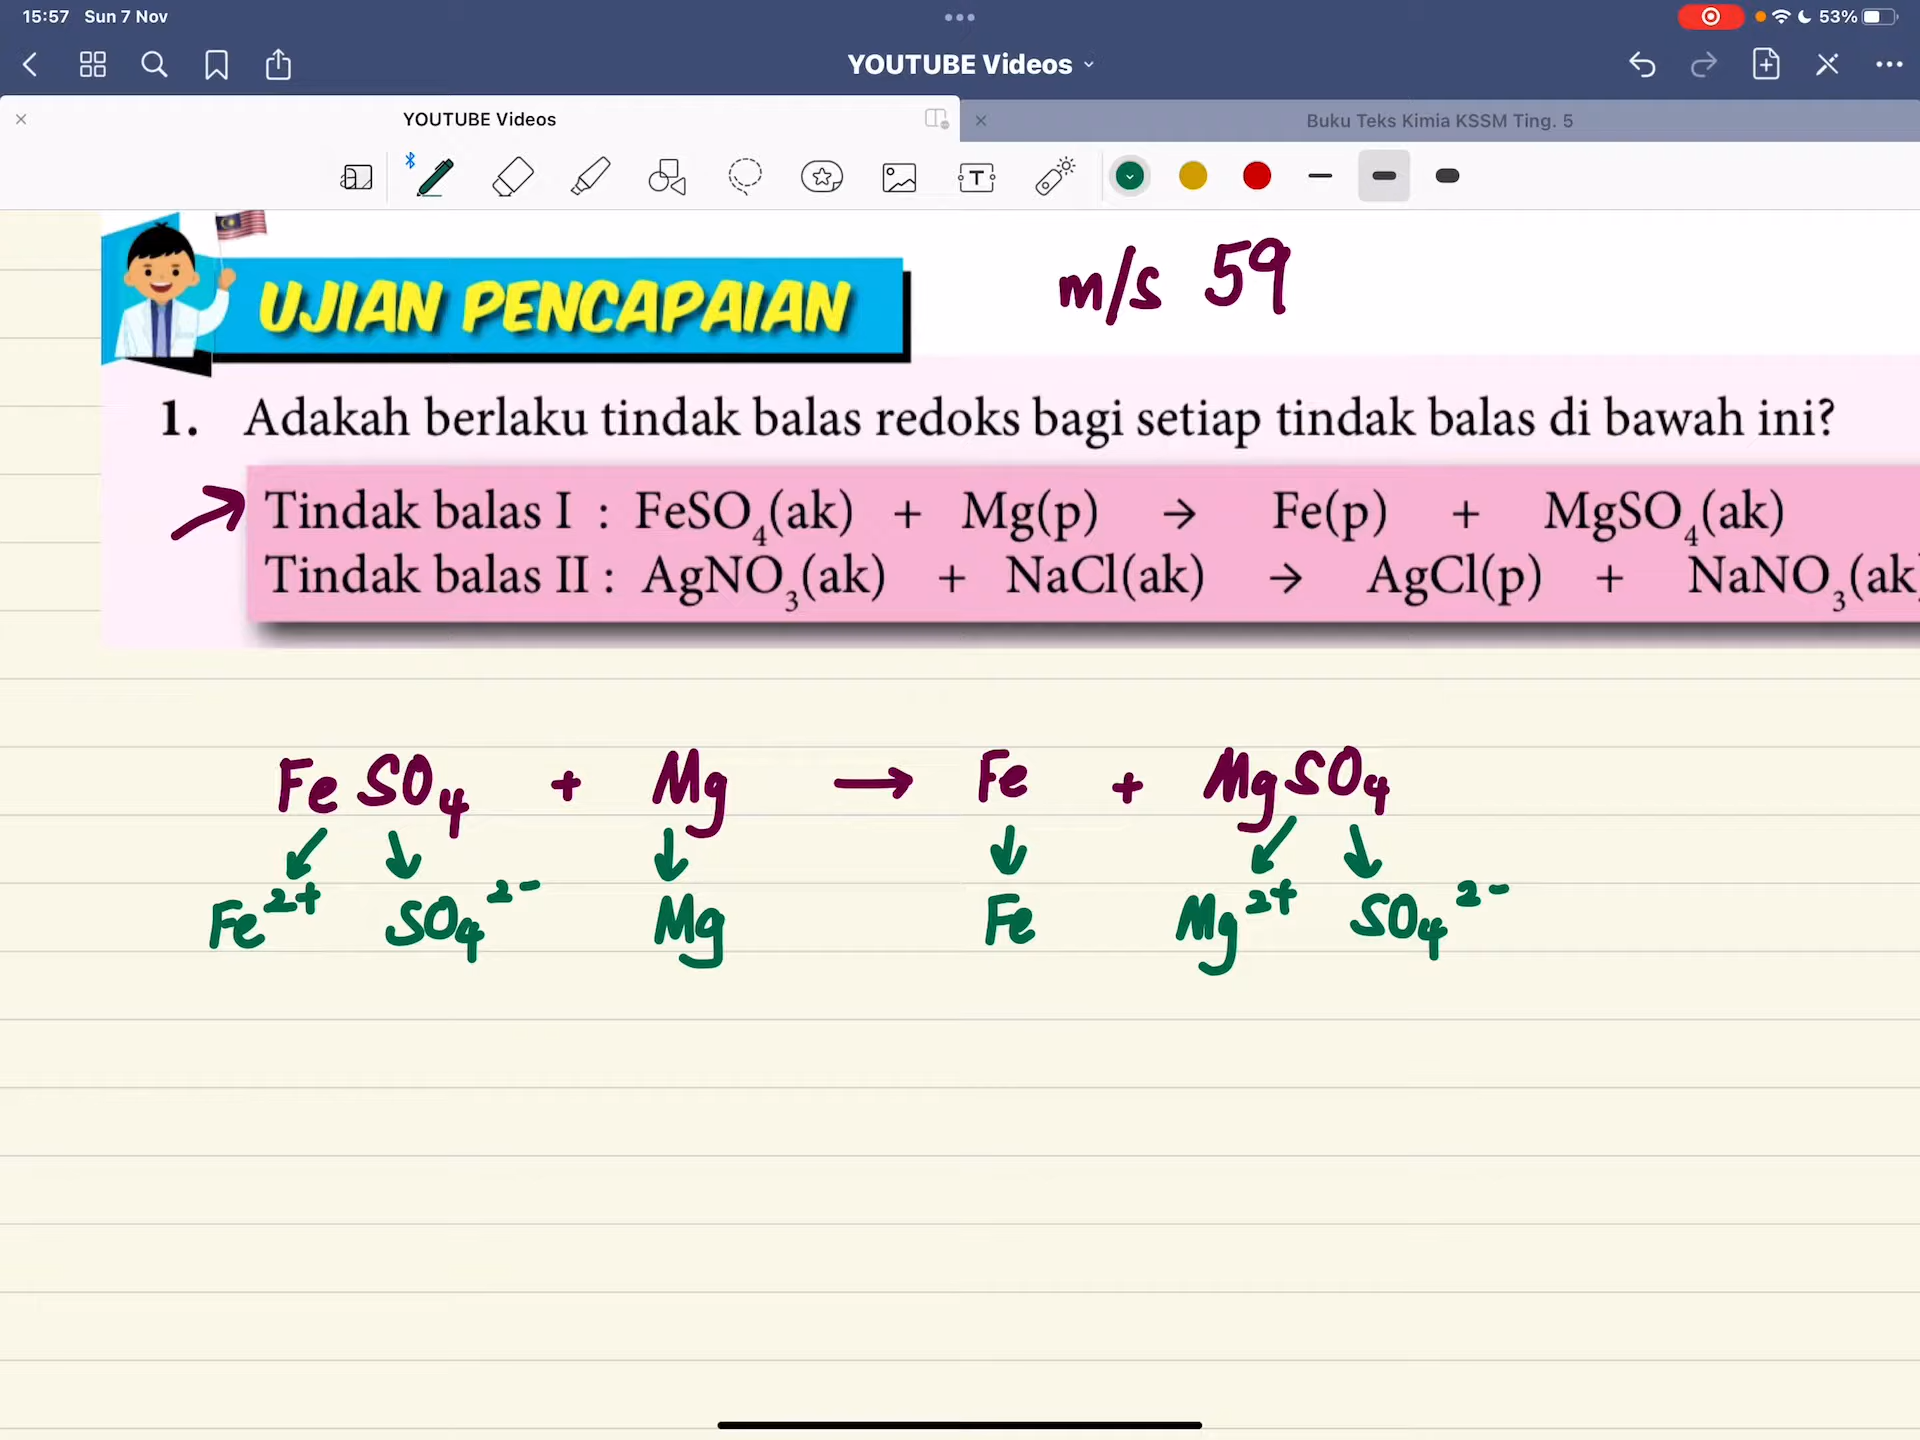 15:57 Sun 7 Nov
53%
YOUTUBE Videos
YOUTUBE Videos
Buku Teks Kimia KSSM Ting. 5
T
UJIAN PENCAPAIAN
m/s 59
1. Adakah berlaku tindak balas redoks bagi setiap tindak balas di bawah ini?
Tindak balas I : FeSO₄(ak) + Mg(p) → Fe(p) + MgSO₄(ak)
Tindak balas II : AgNO₃(ak) + NaCl(ak) → AgCl(p) + NaNO₃(ak
FeSO₄ + Mg → Fe + MgSO₄
Fe²⁺ SO₄²⁻ Mg Fe Mg²⁺ SO₄²⁻